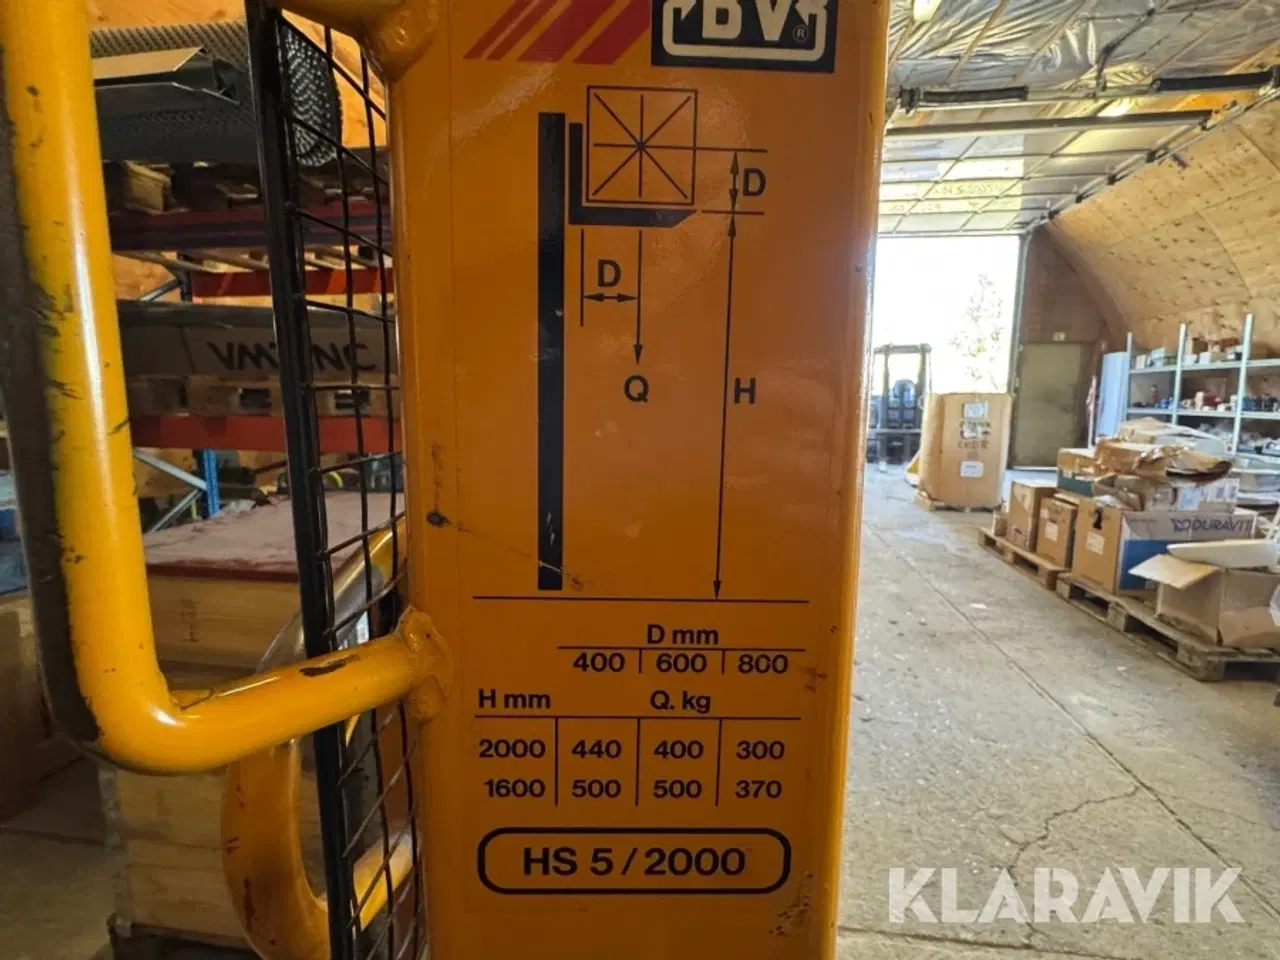 BV ®
D
D
Q
H
D mm
400 600 800
H mm Q. kg
2000 440 400 300
1600 500 500 370
HS 5/2000
DURAVIT
KLARAVIK